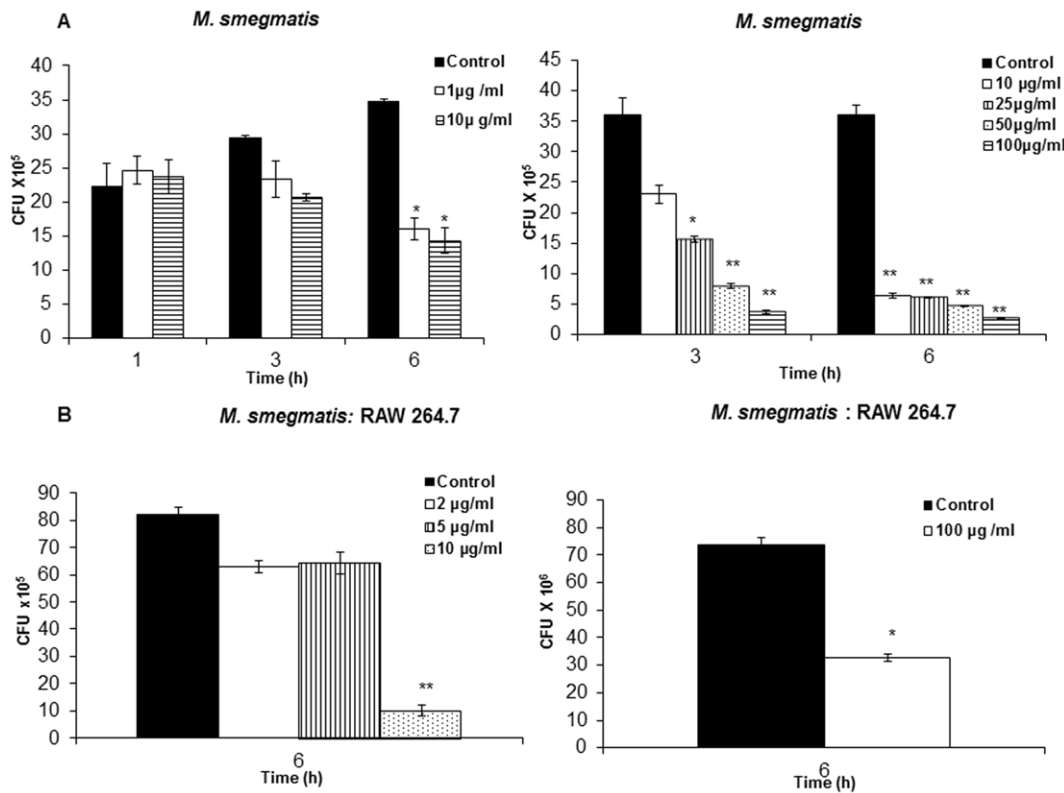 A
M. smegmatis
Control
1µg /ml
10µ g/ml
CFU X10⁵
40
35
30
25
20
15
10
5
0
*
*
1 3 6
Time (h)
M. smegmatis
Control
10 µg/ml
25µg/ml
50µg/ml
100µg/ml
CFU X 10⁵
45
40
35
30
25
20
15
10
5
0
*
**
**
**
**
**
**
3 6
Time (h)
B
M. smegmatis: RAW 264.7
Control
2 µg/ml
5 µg/ml
10 µg/ml
CFU x10⁵
90
80
70
60
50
40
30
20
10
0
**
6
Time (h)
M. smegmatis : RAW 264.7
Control
100 µg /ml
CFU X 10⁶
90
80
70
60
50
40
30
20
10
0
*
6
Time (h)